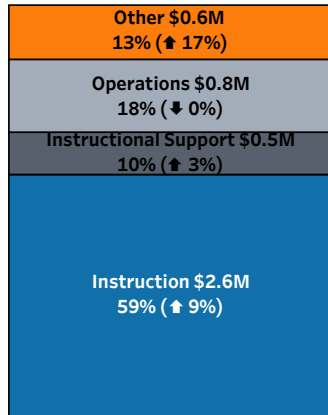 Other $0.6M
13% (⬆ 17%)
Operations $0.8M
18% (⬇ 0%)
Instructional Support $0.5M
10% (⬆ 3%)
Instruction $2.6M
59% (⬆ 9%)